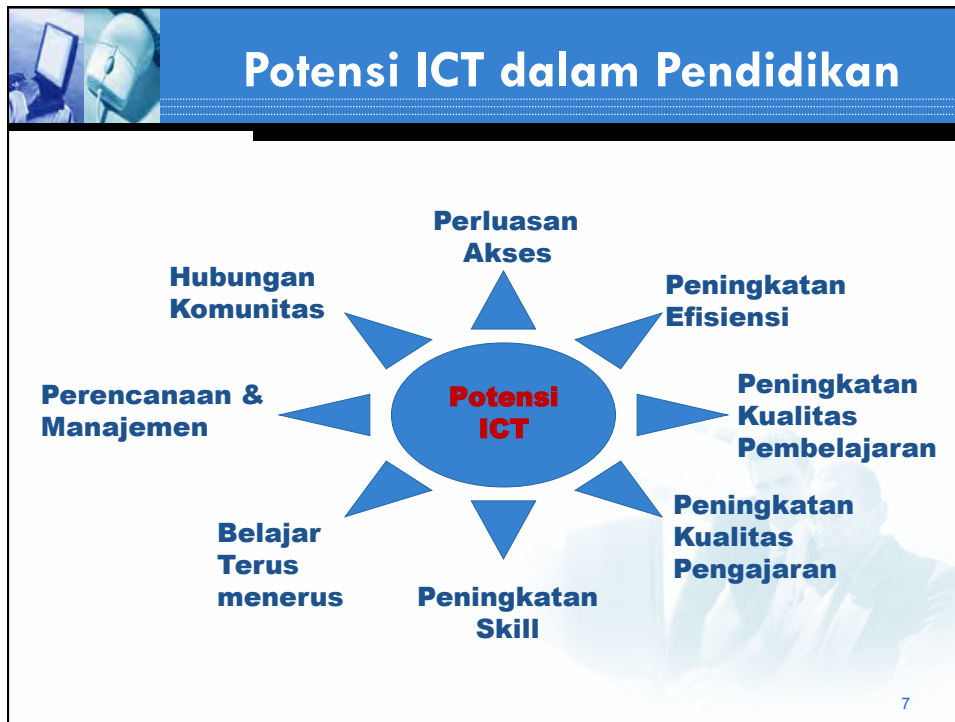 Potensi ICT dalam Pendidikan
Perluasan
Akses
Hubungan
Komunitas
Peningkatan
Efisiensi
Perencanaan &
Manajemen
Potensi
ICT
Peningkatan
Kualitas
Pembelajaran
Belajar
Terus
menerus
Peningkatan
Skill
Peningkatan
Kualitas
Pengajaran
7